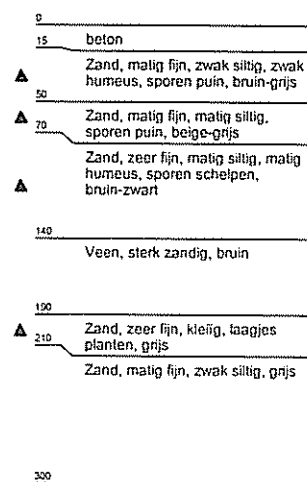 0
beton
15
Zand, matig fijn, zwak siltig, zwak
humeus, sporen puin, bruin-grijs
50
Zand, matig fijn, matig siltig,
sporen puin, beige-grijs
70
Zand, zeer fijn, matig siltig, matig
humeus, sporen schelpen,
bruin-zwart
140
Veen, sterk zandig, bruin
190
Zand, zeer fijn, kleiïg, laagjes
planten, grijs
210
Zand, matig fijn, zwak siltig, grijs
300